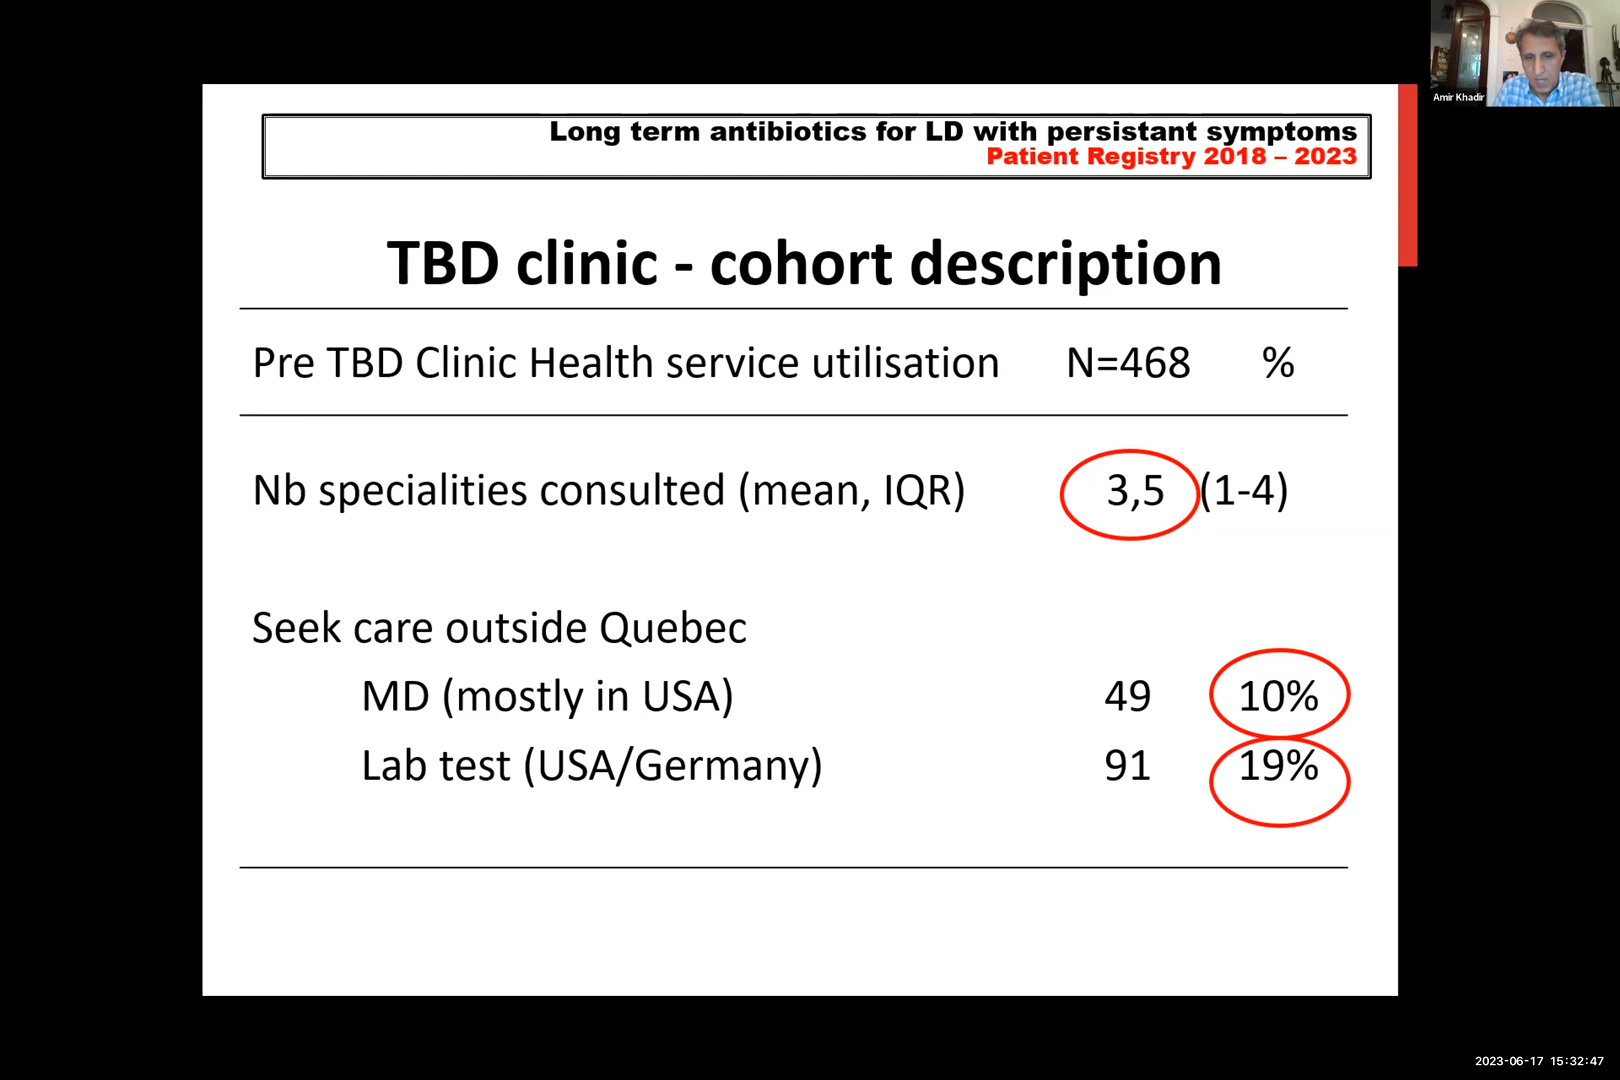 Amir Khadir
Long term antibiotics for LD with persistant symptoms
Patient Registry 2018 – 2023
TBD clinic - cohort description
Pre TBD Clinic Health service utilisation N=468 %
Nb specialities consulted (mean, IQR) 3,5 (1-4)
Seek care outside Quebec
MD (mostly in USA) 49 10%
Lab test (USA/Germany) 91 19%
2023-06-17 15:32:47